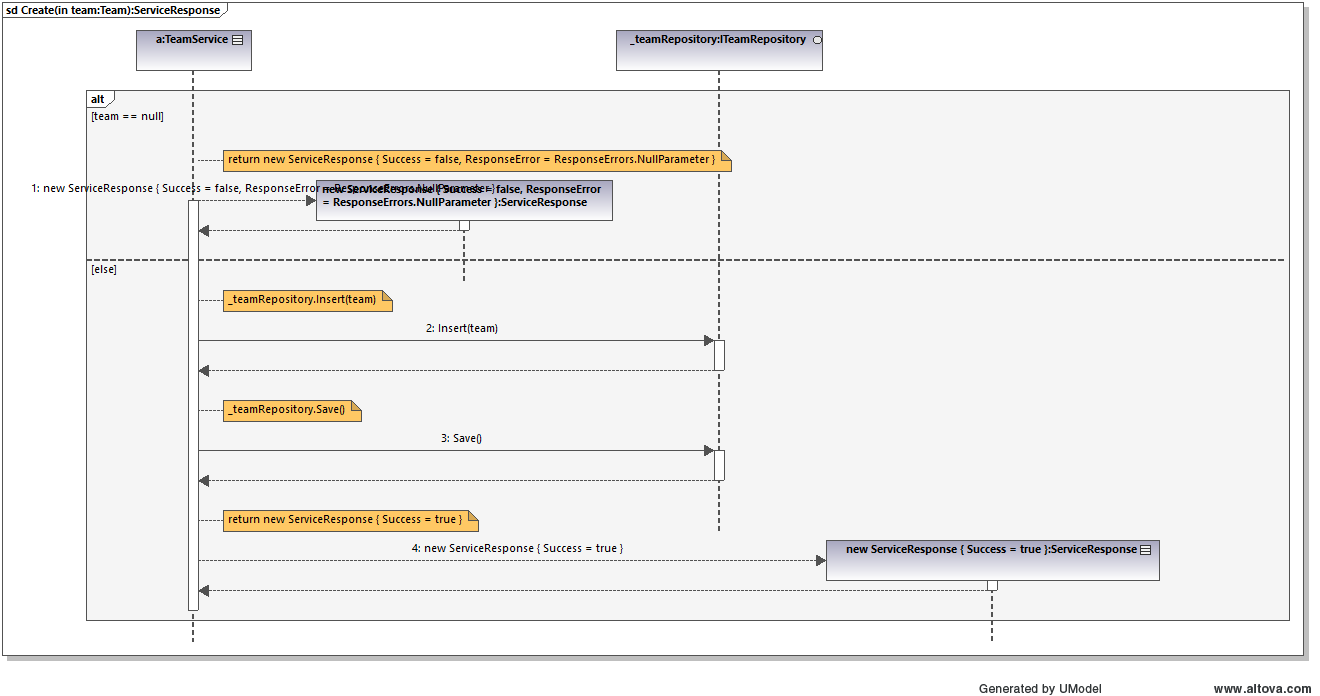 sd Create(in team:Team):ServiceResponse
a:TeamService
_teamRepository:ITeamRepository
alt
[team == null]
return new ServiceResponse { Success = false, ResponseError = ResponseErrors.NullParameter }
1: new ServiceResponse { Success = false, ResponseError = ResponseErrors.NullParameter }
new ServiceResponse { Success = false, ResponseError
= ResponseErrors.NullParameter }:ServiceResponse
[else]
_teamRepository.Insert(team)
2: Insert(team)
_teamRepository.Save()
3: Save()
return new ServiceResponse { Success = true }
4: new ServiceResponse { Success = true }
new ServiceResponse { Success = true }:ServiceResponse
Generated by UModel
www.altova.com